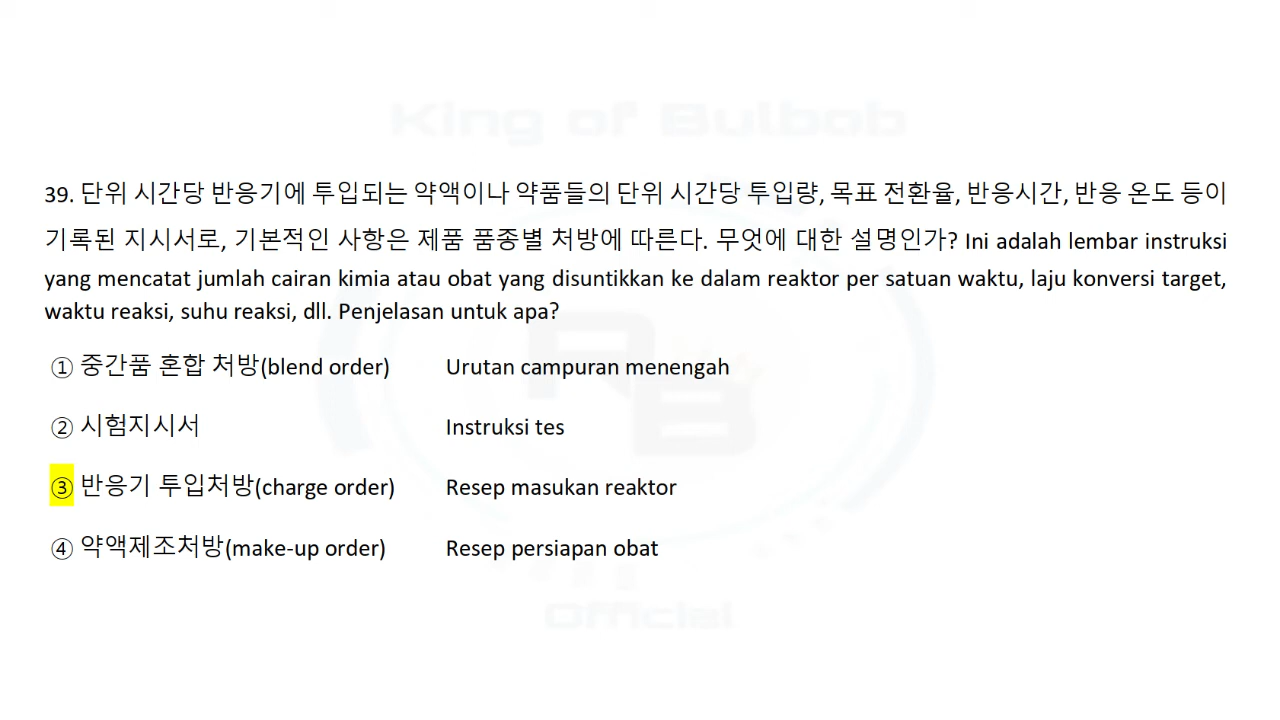 King of Bulbob
39. 단위 시간당 반응기에 투입되는 약액이나 약품들의 단위 시간당 투입량, 목표 전환율, 반응시간, 반응 온도 등이
기록된 지시서로, 기본적인 사항은 제품 품종별 처방에 따른다. 무엇에 대한 설명인가? Ini adalah lembar instruksi
yang mencatat jumlah cairan kimia atau obat yang disuntikkan ke dalam reaktor per satuan waktu, laju konversi target,
waktu reaksi, suhu reaksi, dll. Penjelasan untuk apa?
① 중간품 혼합 처방(blend order) Urutan campuran menengah
② 시험지시서 Instruksi tes
③ 반응기 투입처방(charge order) Resep masukan reaktor
④ 약액제조처방(make-up order) Resep persiapan obat
Official